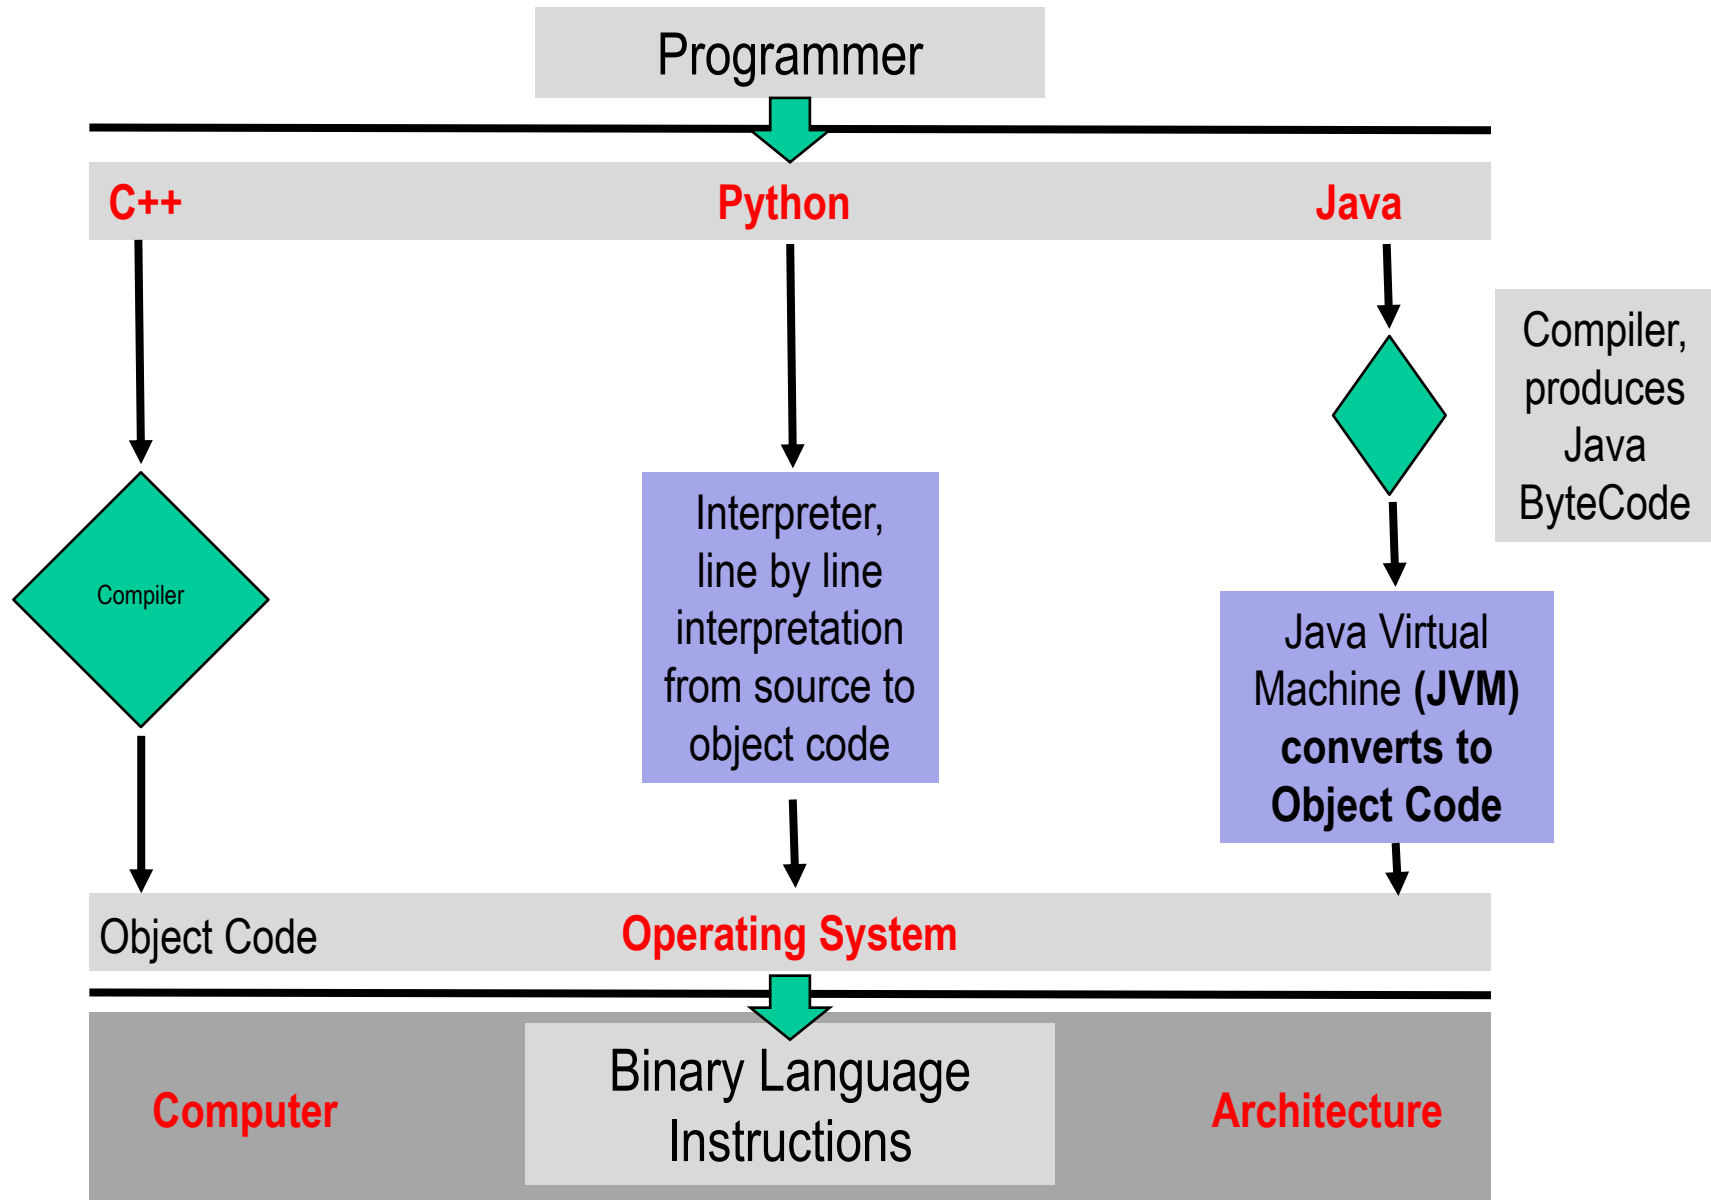 Programmer
C++
Python
Java
Compiler,
produces
Java
ByteCode
Compiler
Interpreter,
line by line
interpretation
from source to
object code
Java Virtual
Machine (JVM)
converts to
Object Code
Object Code
Operating System
Computer
Binary Language
Instructions
Architecture